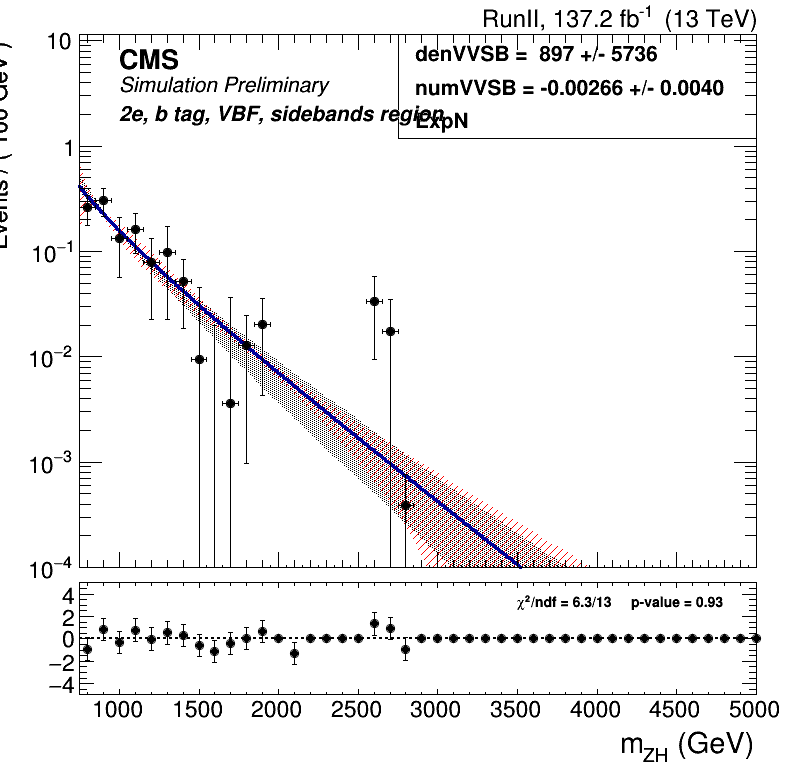 RunII, 137.2 fb⁻¹ (13 TeV)
CMS
Simulation Preliminary
2e, b tag, VBF, sidebands region
denVVSB = 897 +/- 5736
numVVSB = -0.00266 +/- 0.0040
ExpN
10
1
10⁻¹
10⁻²
10⁻³
10⁻⁴
χ²/ndf = 6.3/13 p-value = 0.93
4
2
0
−2
−4
1000 1500 2000 2500 3000 3500 4000 4500 5000
m_ZH (GeV)